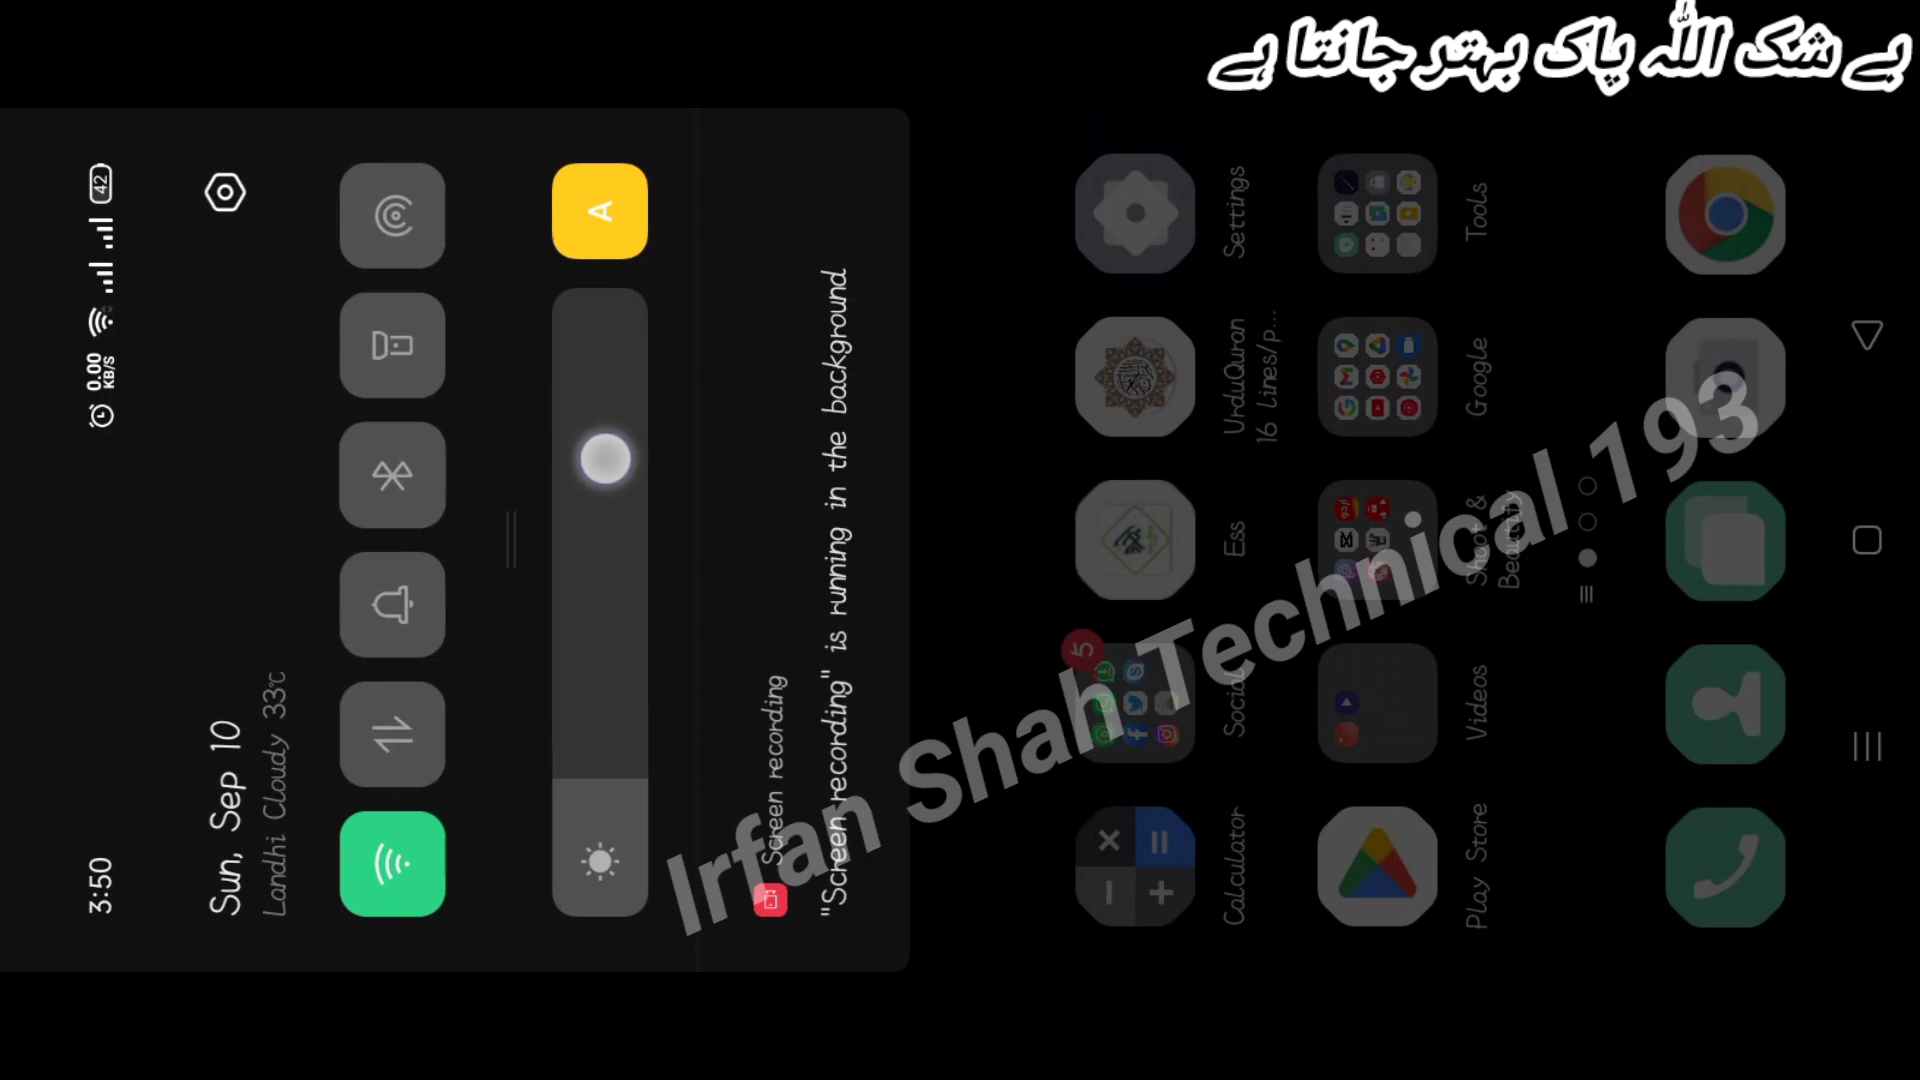 بے شک اللہ پاک بہتر جانتا ہے
3:50
0.00 KB/S
42
Sun, Sep 10
Landhi Cloudy 33℃
A
Screen recording
"Screen recording" is running in the background
5
Calculator
Social
Ess
UrduQuran
16 Lines/p...
Settings
Play Store
Videos
Shoot &
Beautify
Google
Tools
Irfan Shah Technical 193